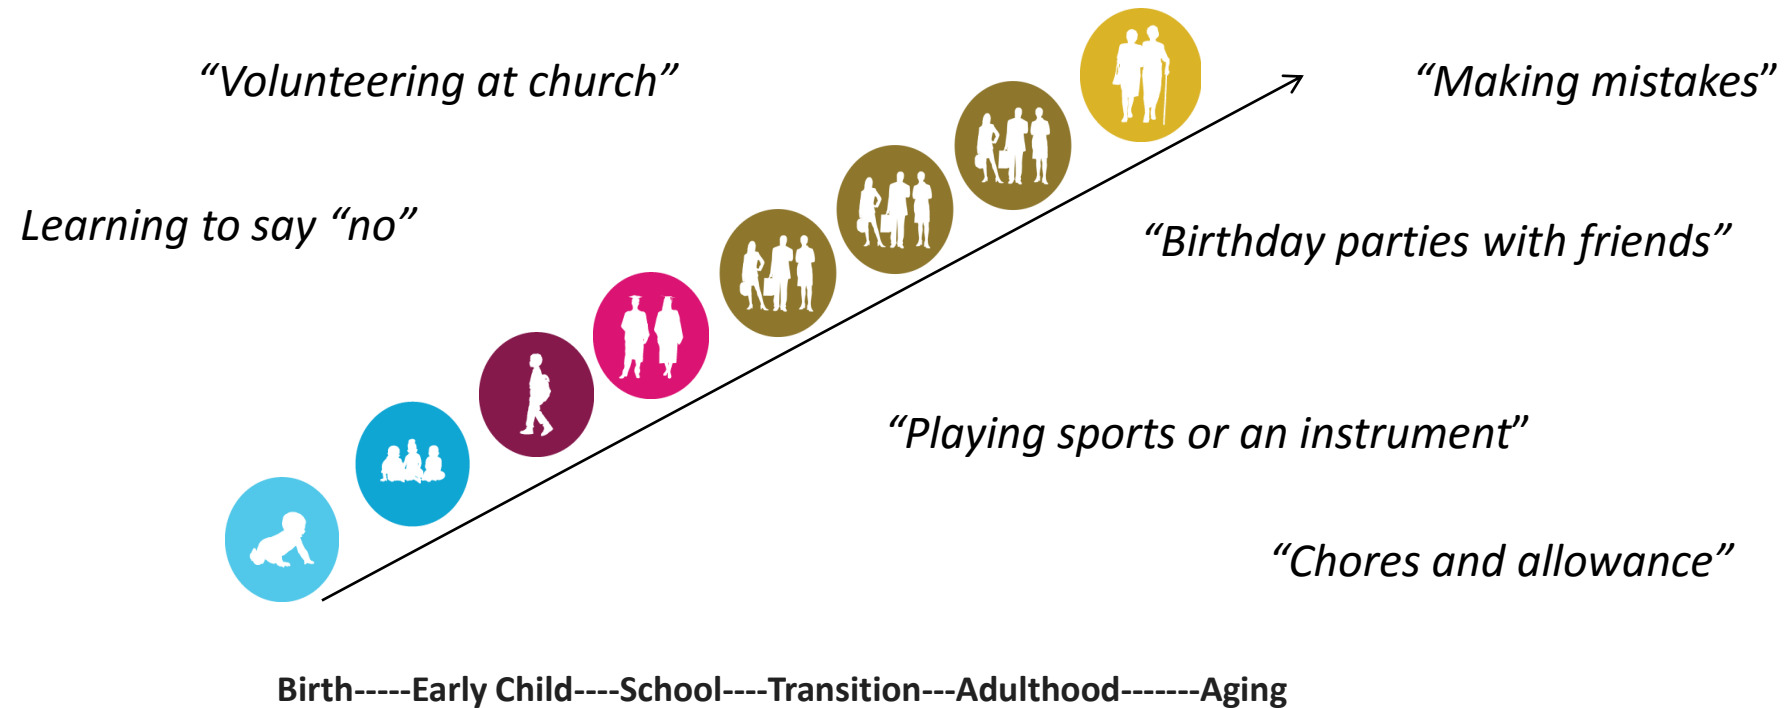 “Volunteering at church”
“Making mistakes”
Learning to say “no”
“Birthday parties with friends”
“Playing sports or an instrument”
“Chores and allowance”
Birth-----Early Child----School----Transition---Adulthood-------Aging